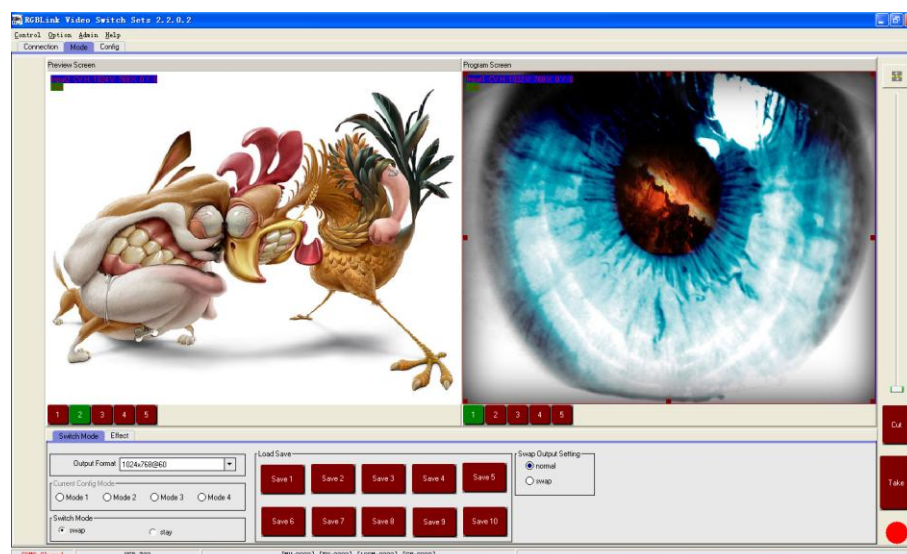 RGBLink Video Switch Sets 2.2.0.2
Control Option Admin Help
Connection Mode Config
Preview Screen
Program Screen
1 2 3 4 5
1 2 3 4 5
Cut
Take
Switch Mode Effect
Output Format 1024x768@60
Current Config Mode
Mode 1 Mode 2 Mode 3 Mode 4
Switch Mode
swap stay
Load Save
Save 1 Save 2 Save 3 Save 4 Save 5
Save 6 Save 7 Save 8 Save 9 Save 10
Swap Output Setting
normal
swap